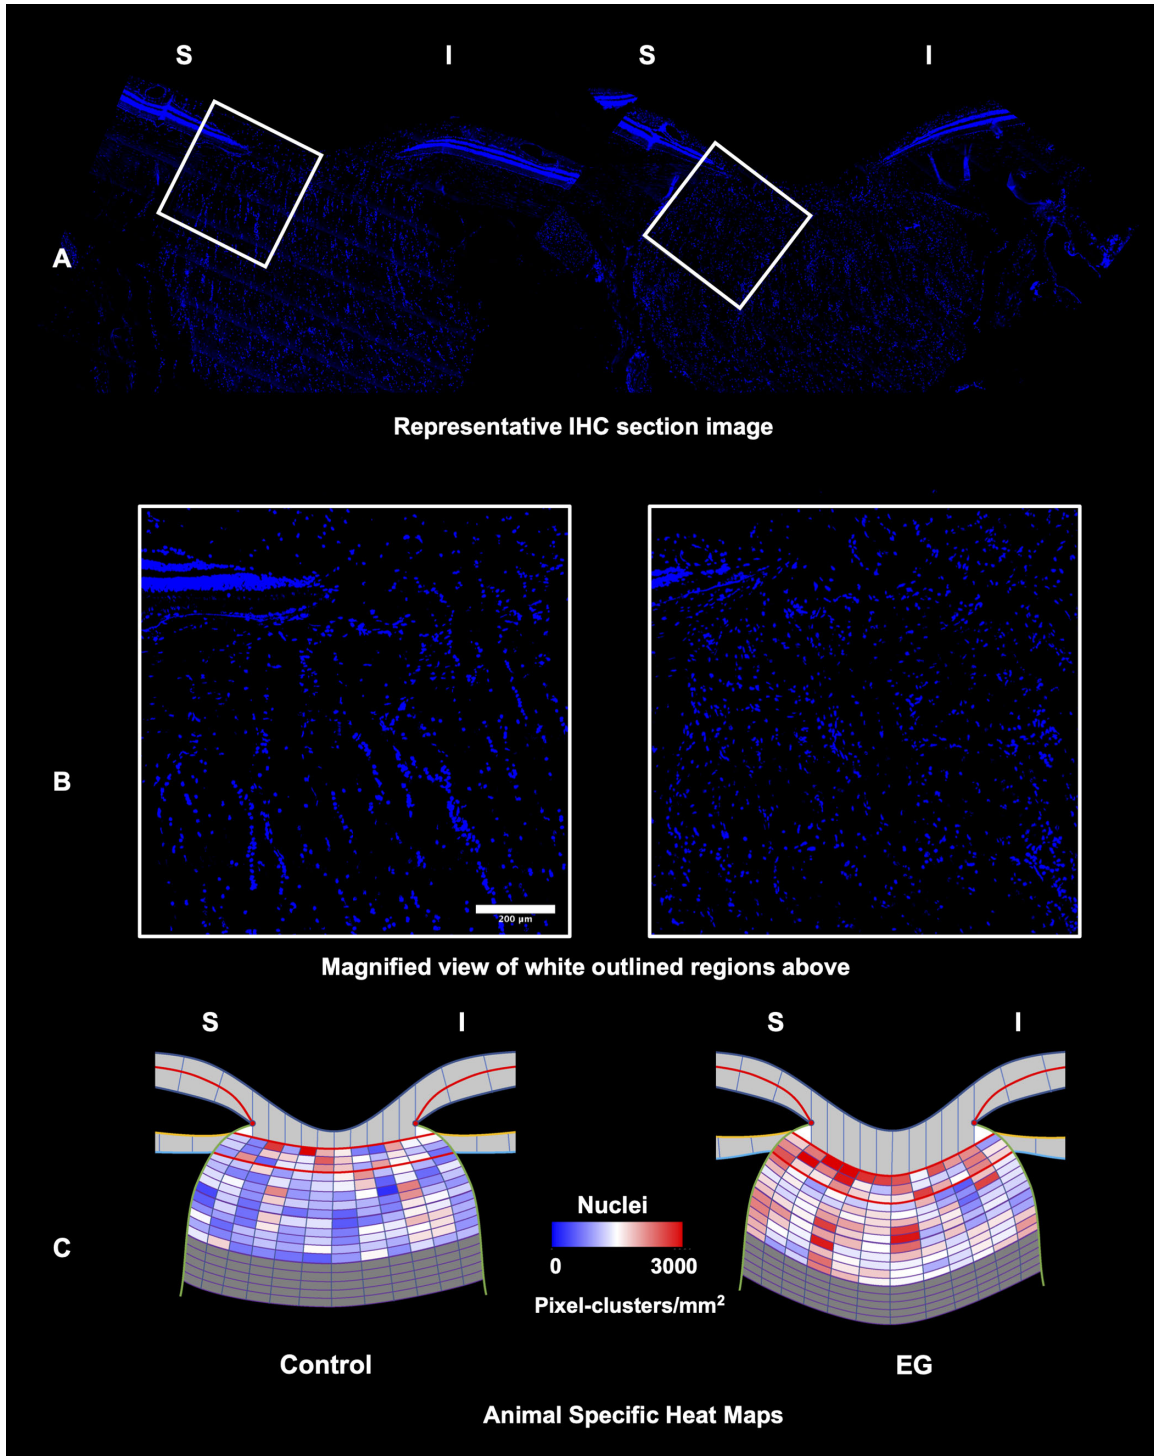 S I S I
A
Representative IHC section image
B
200 µm
Magnified view of white outlined regions above
S I S I
Nuclei
C
0 3000
Pixel-clusters/mm²
Control EG
Animal Specific Heat Maps